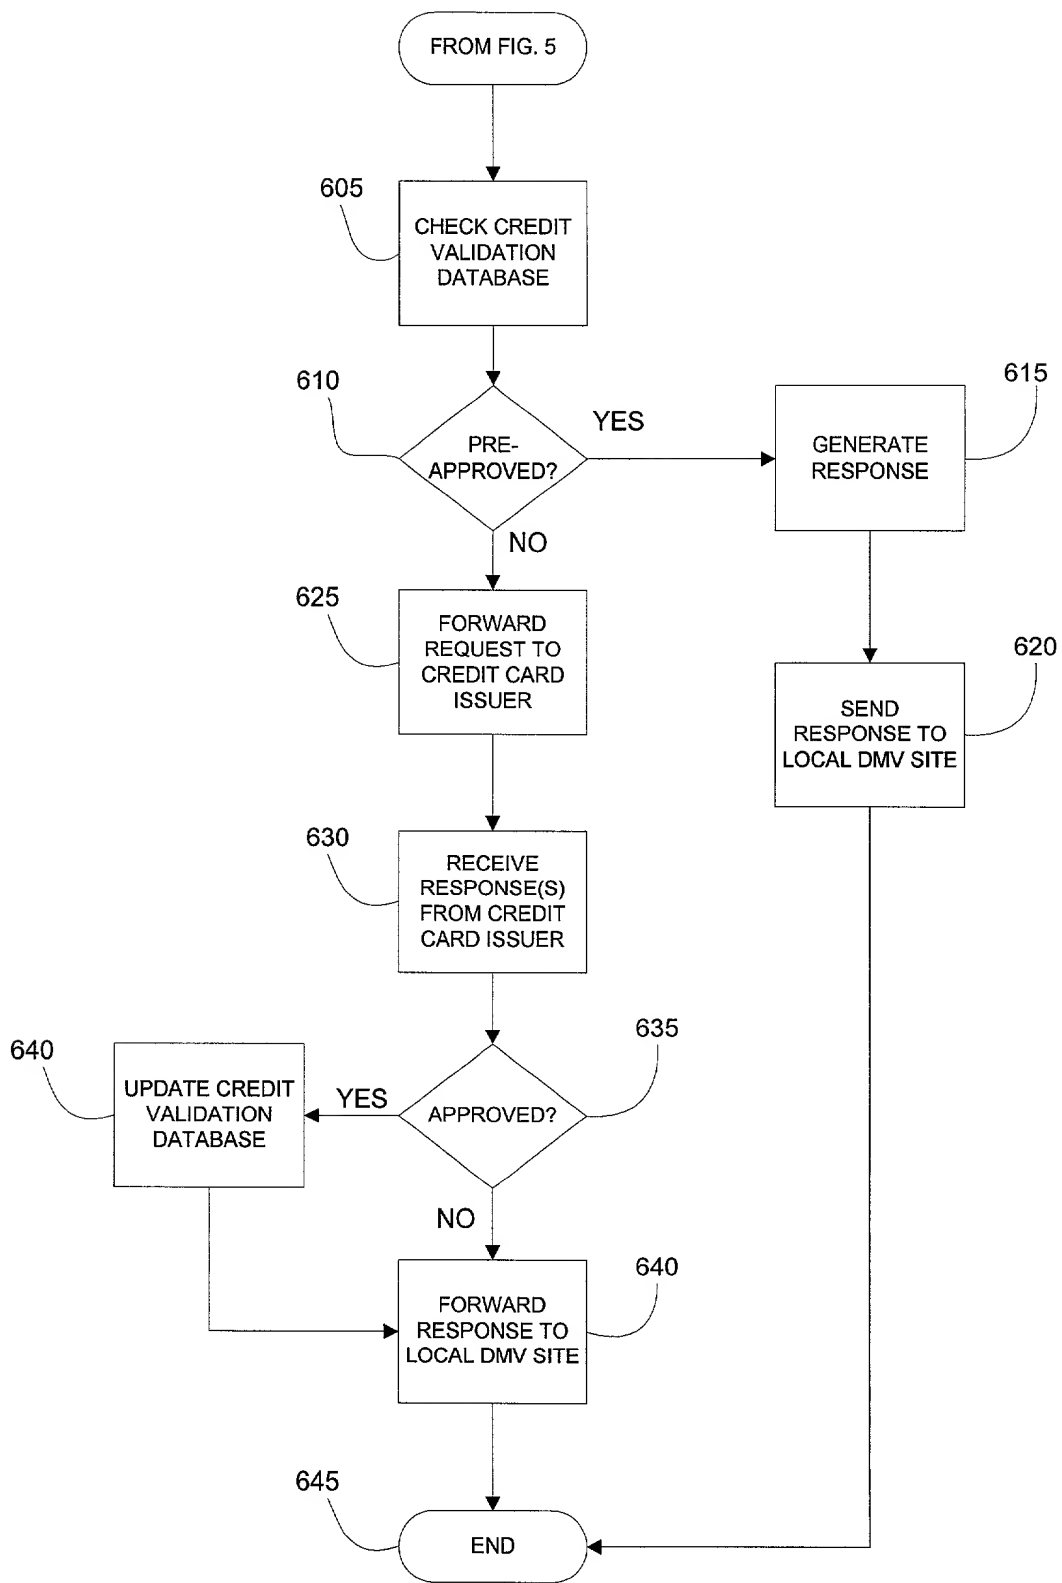 FROM FIG. 5
605
CHECK CREDIT
VALIDATION
DATABASE
610
PRE-
APPROVED?
YES
615
GENERATE
RESPONSE
NO
625
FORWARD
REQUEST TO
CREDIT CARD
ISSUER
620
SEND
RESPONSE TO
LOCAL DMV SITE
630
RECEIVE
RESPONSE(S)
FROM CREDIT
CARD ISSUER
635
APPROVED?
YES
640
UPDATE CREDIT
VALIDATION
DATABASE
NO
640
FORWARD
RESPONSE TO
LOCAL DMV SITE
645
END